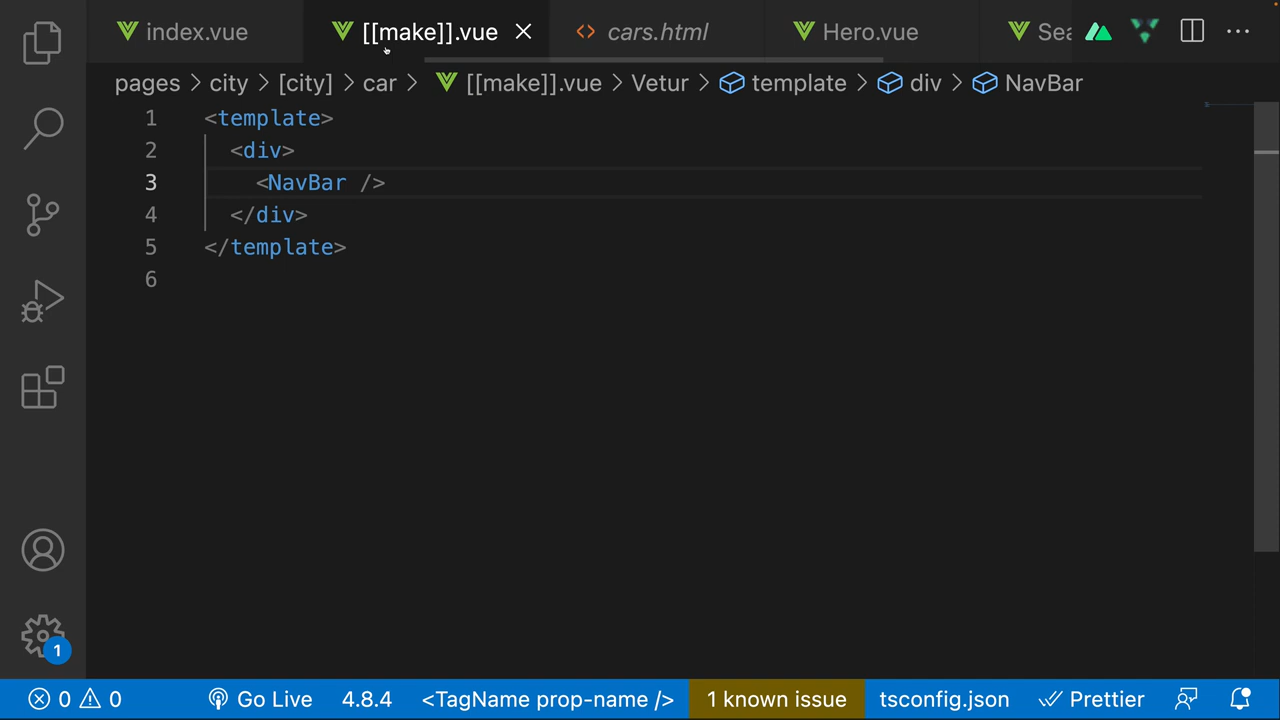 index.vue [[make]].vue cars.html Hero.vue Sea
pages > city > [city] > car > [[make]].vue > Vetur > template > div > NavBar
1 <template>
2 <div>
3 <NavBar />
4 </div>
5 </template>
6
1
0 0 Go Live 4.8.4 <TagName prop-name /> 1 known issue tsconfig.json Prettier